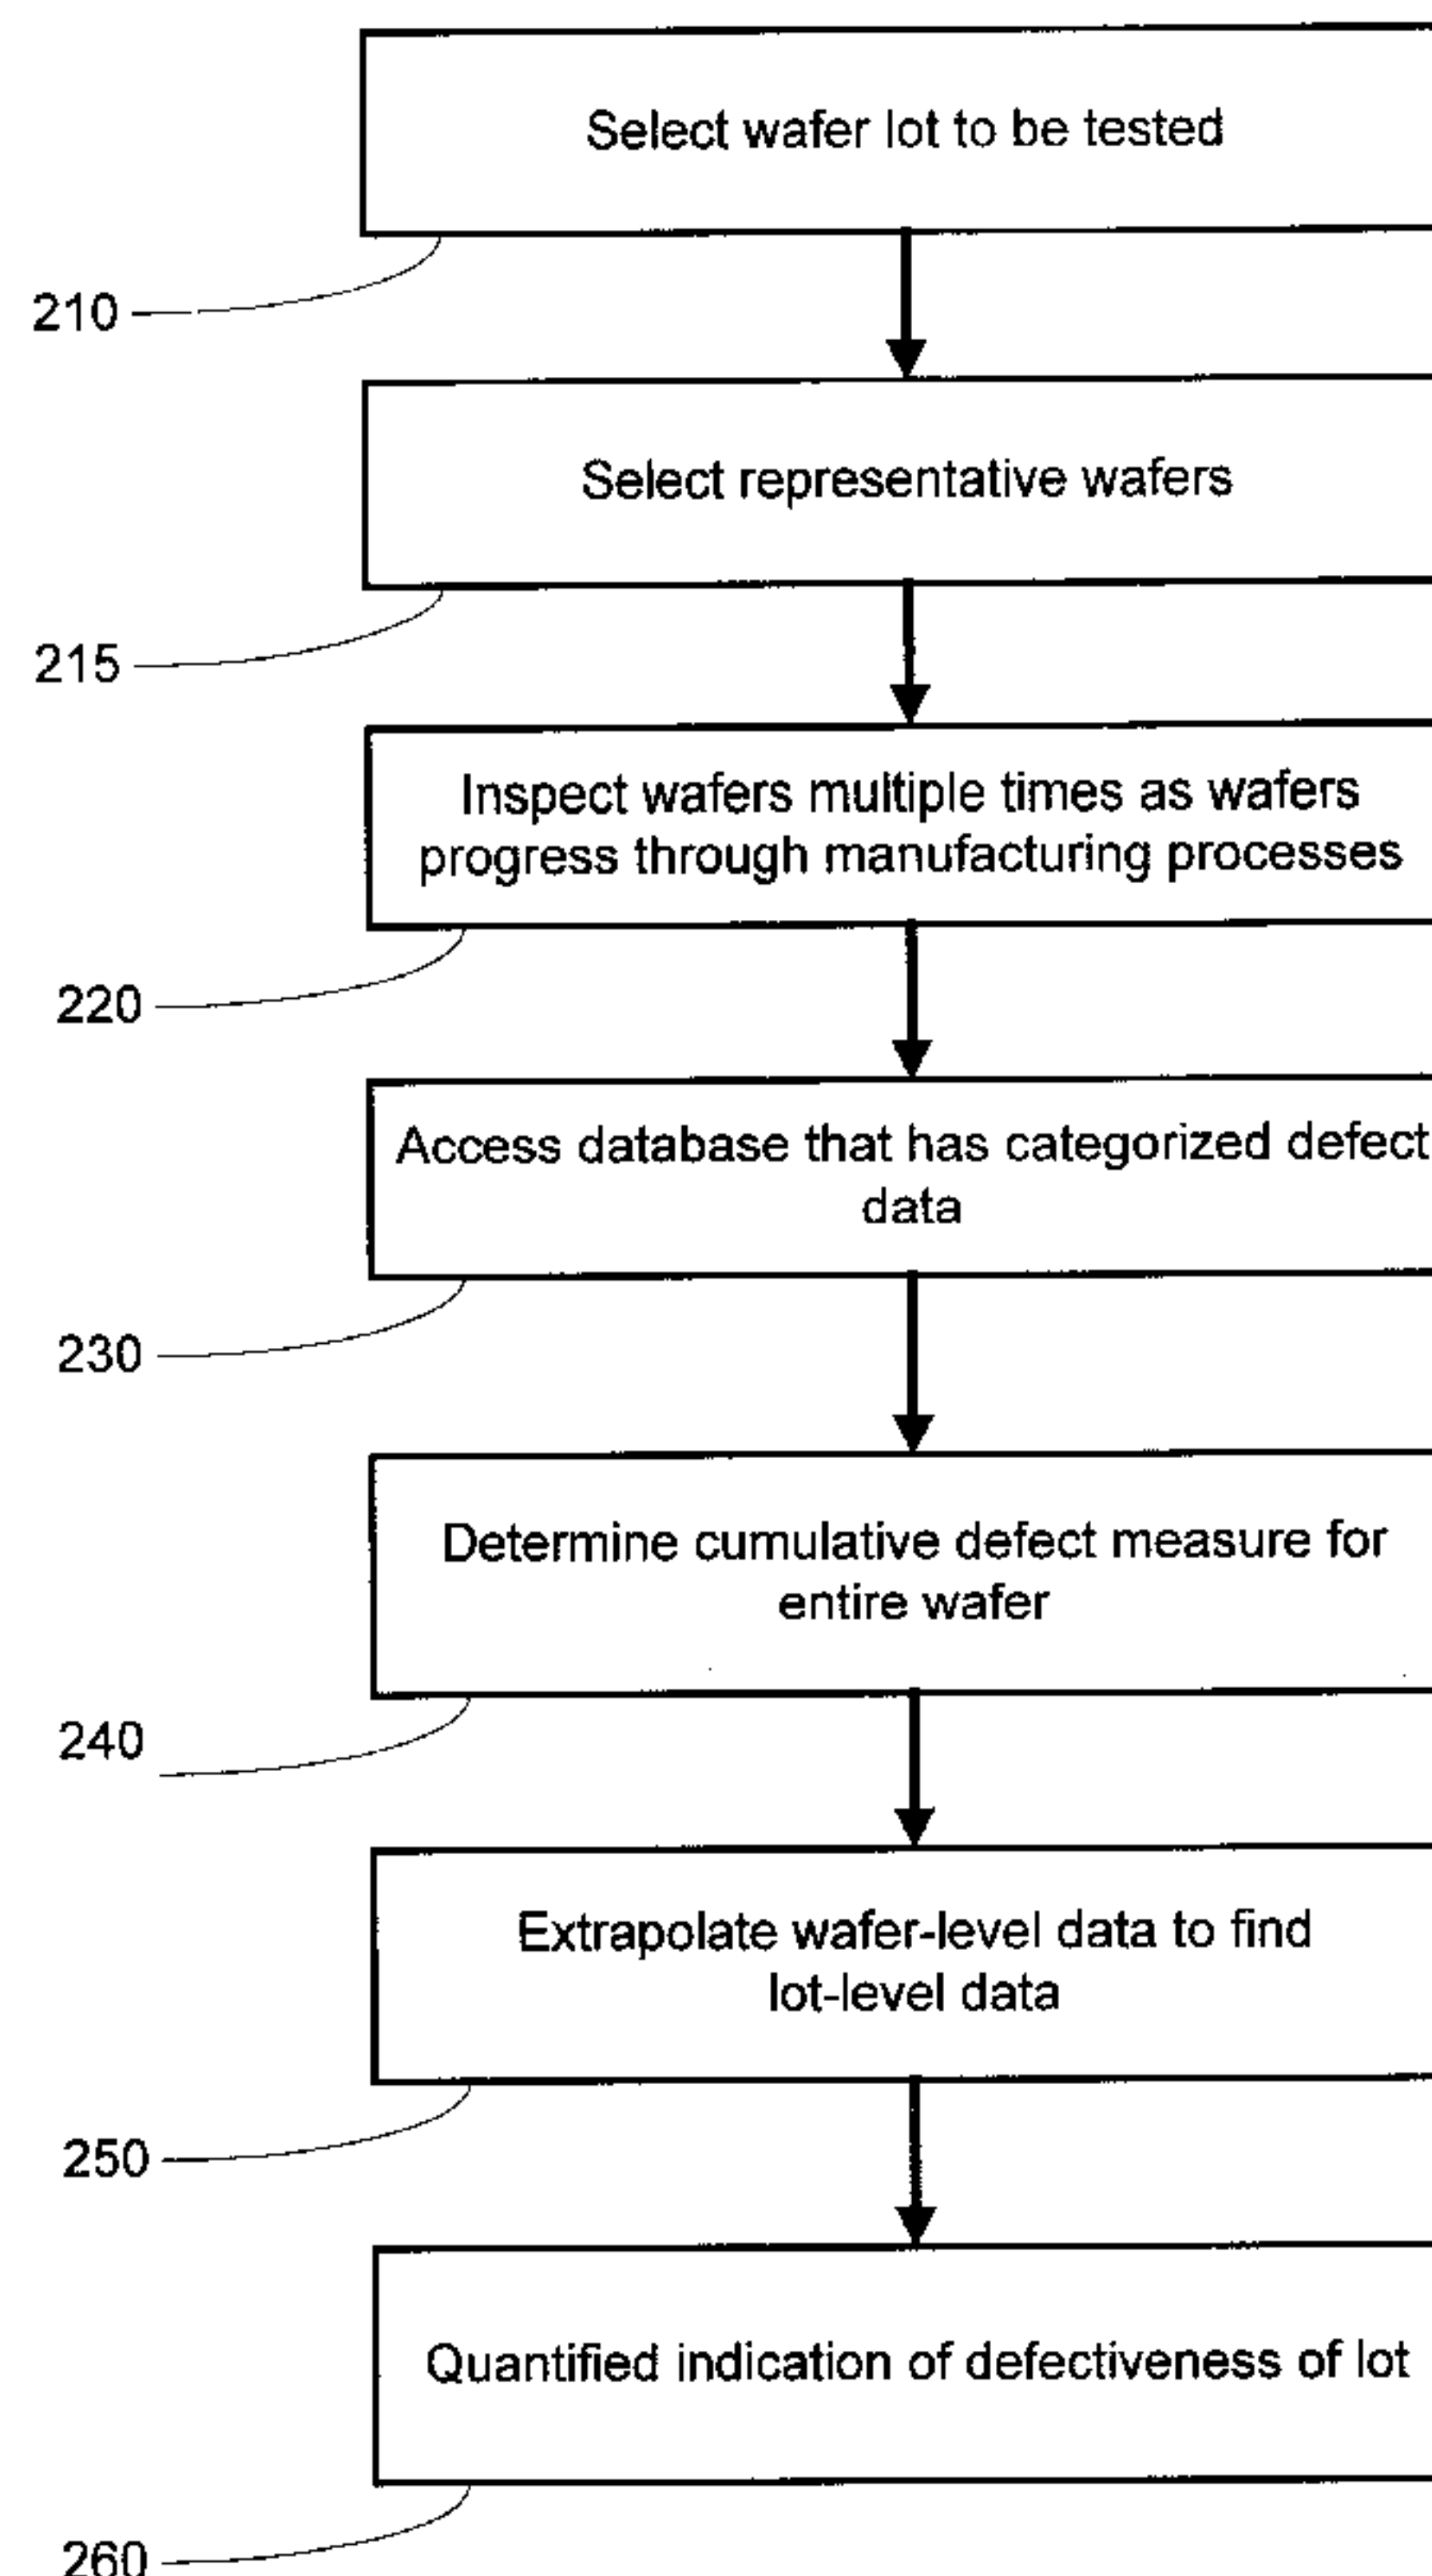 Select wafer lot to be tested
210
Select representative wafers
215
Inspect wafers multiple times as wafers
progress through manufacturing processes
220
Access database that has categorized defect
data
230
Determine cumulative defect measure for
entire wafer
240
Extrapolate wafer-level data to find
lot-level data
250
Quantified indication of defectiveness of lot
260